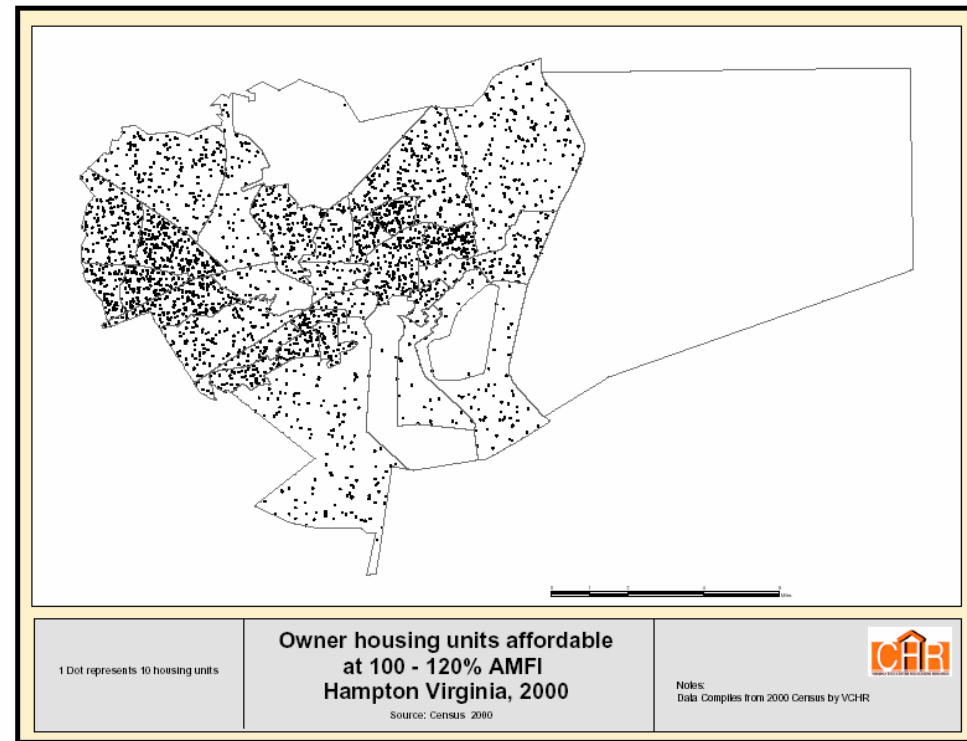 Miles
1 Dot represents 10 housing units
Owner housing units affordable
at 100 - 120% AMFI
Hampton Virginia, 2000
Source: Census 2000
CHR
Notes:
Data Compiles from 2000 Census by VCHR